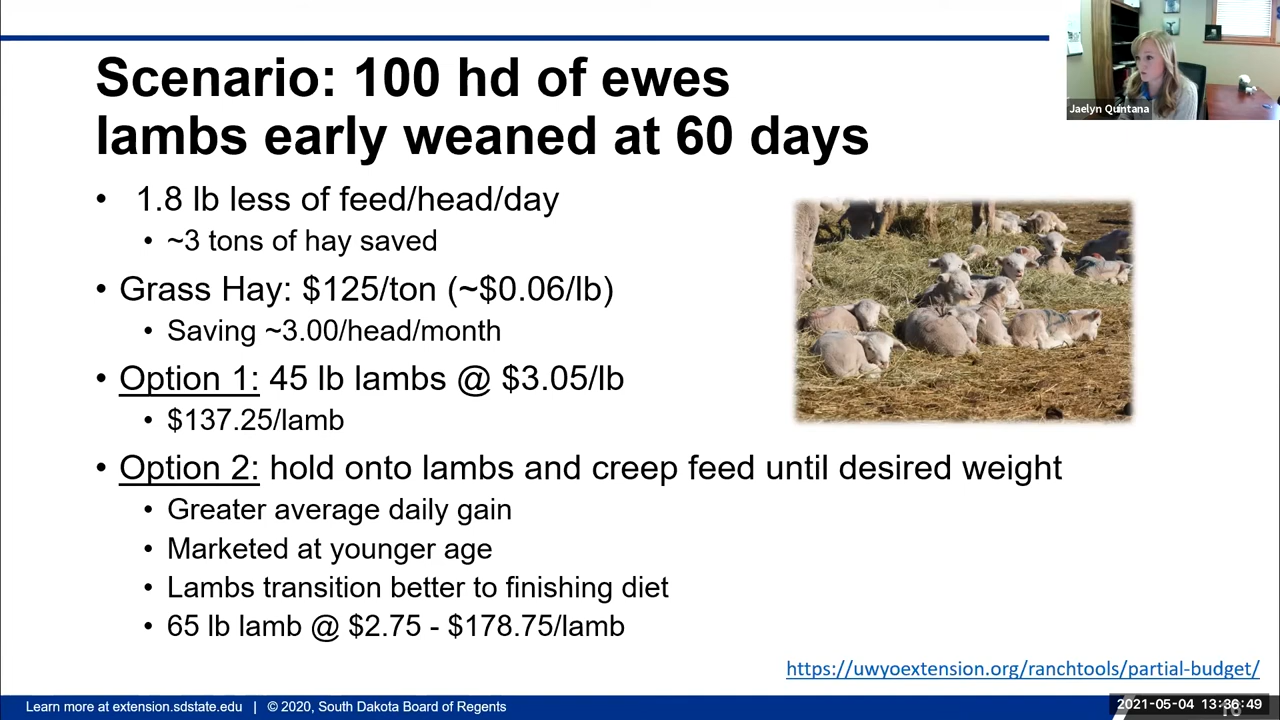 Scenario: 100 hd of ewes
lambs early weaned at 60 days
Jaelyn Quintana
• 1.8 lb less of feed/head/day
• ~3 tons of hay saved
• Grass Hay: $125/ton (~$0.06/lb)
• Saving ~3.00/head/month
• Option 1: 45 lb lambs @ $3.05/lb
• $137.25/lamb
• Option 2: hold onto lambs and creep feed until desired weight
• Greater average daily gain
• Marketed at younger age
• Lambs transition better to finishing diet
• 65 lb lamb @ $2.75 - $178.75/lamb
https://uwyoextension.org/ranchtools/partial-budget/
Learn more at extension.sdstate.edu | © 2020, South Dakota Board of Regents
2021-05-04 13:36:49